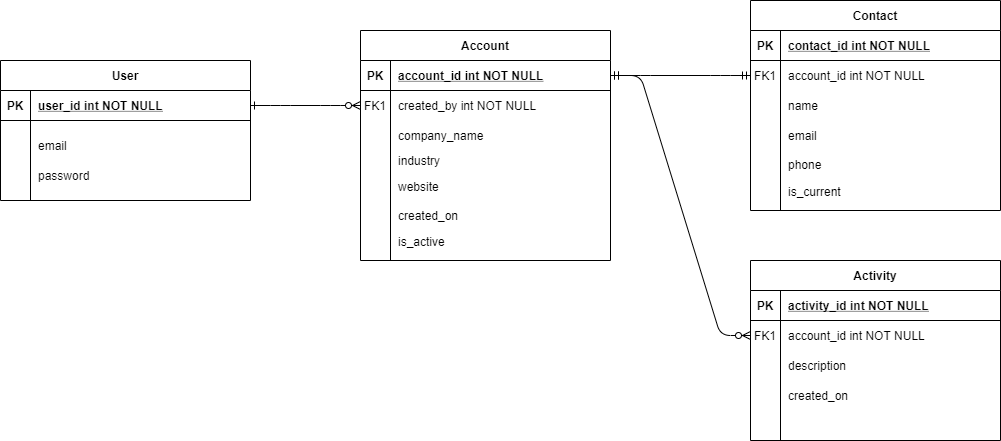 User
PK user_id int NOT NULL
email
password
Account
PK account_id int NOT NULL
FK1 created_by int NOT NULL
company_name
industry
website
created_on
is_active
Contact
PK contact_id int NOT NULL
FK1 account_id int NOT NULL
name
email
phone
is_current
Activity
PK activity_id int NOT NULL
FK1 account_id int NOT NULL
description
created_on